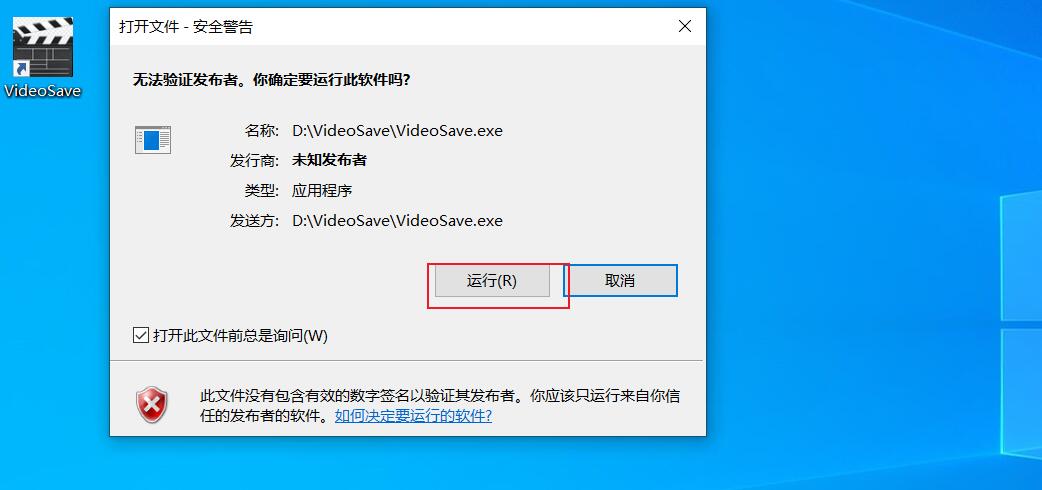 VideoSave
打开文件 - 安全警告
无法验证发布者。你确定要运行此软件吗?
名称: D:\VideoSave\VideoSave.exe
发行商: 未知发布者
类型: 应用程序
发送方: D:\VideoSave\VideoSave.exe
运行(R) 取消
打开此文件前总是询问(W)
此文件没有包含有效的数字签名以验证其发布者。你应该只运行来自你信
任的发布者的软件。如何决定要运行的软件?